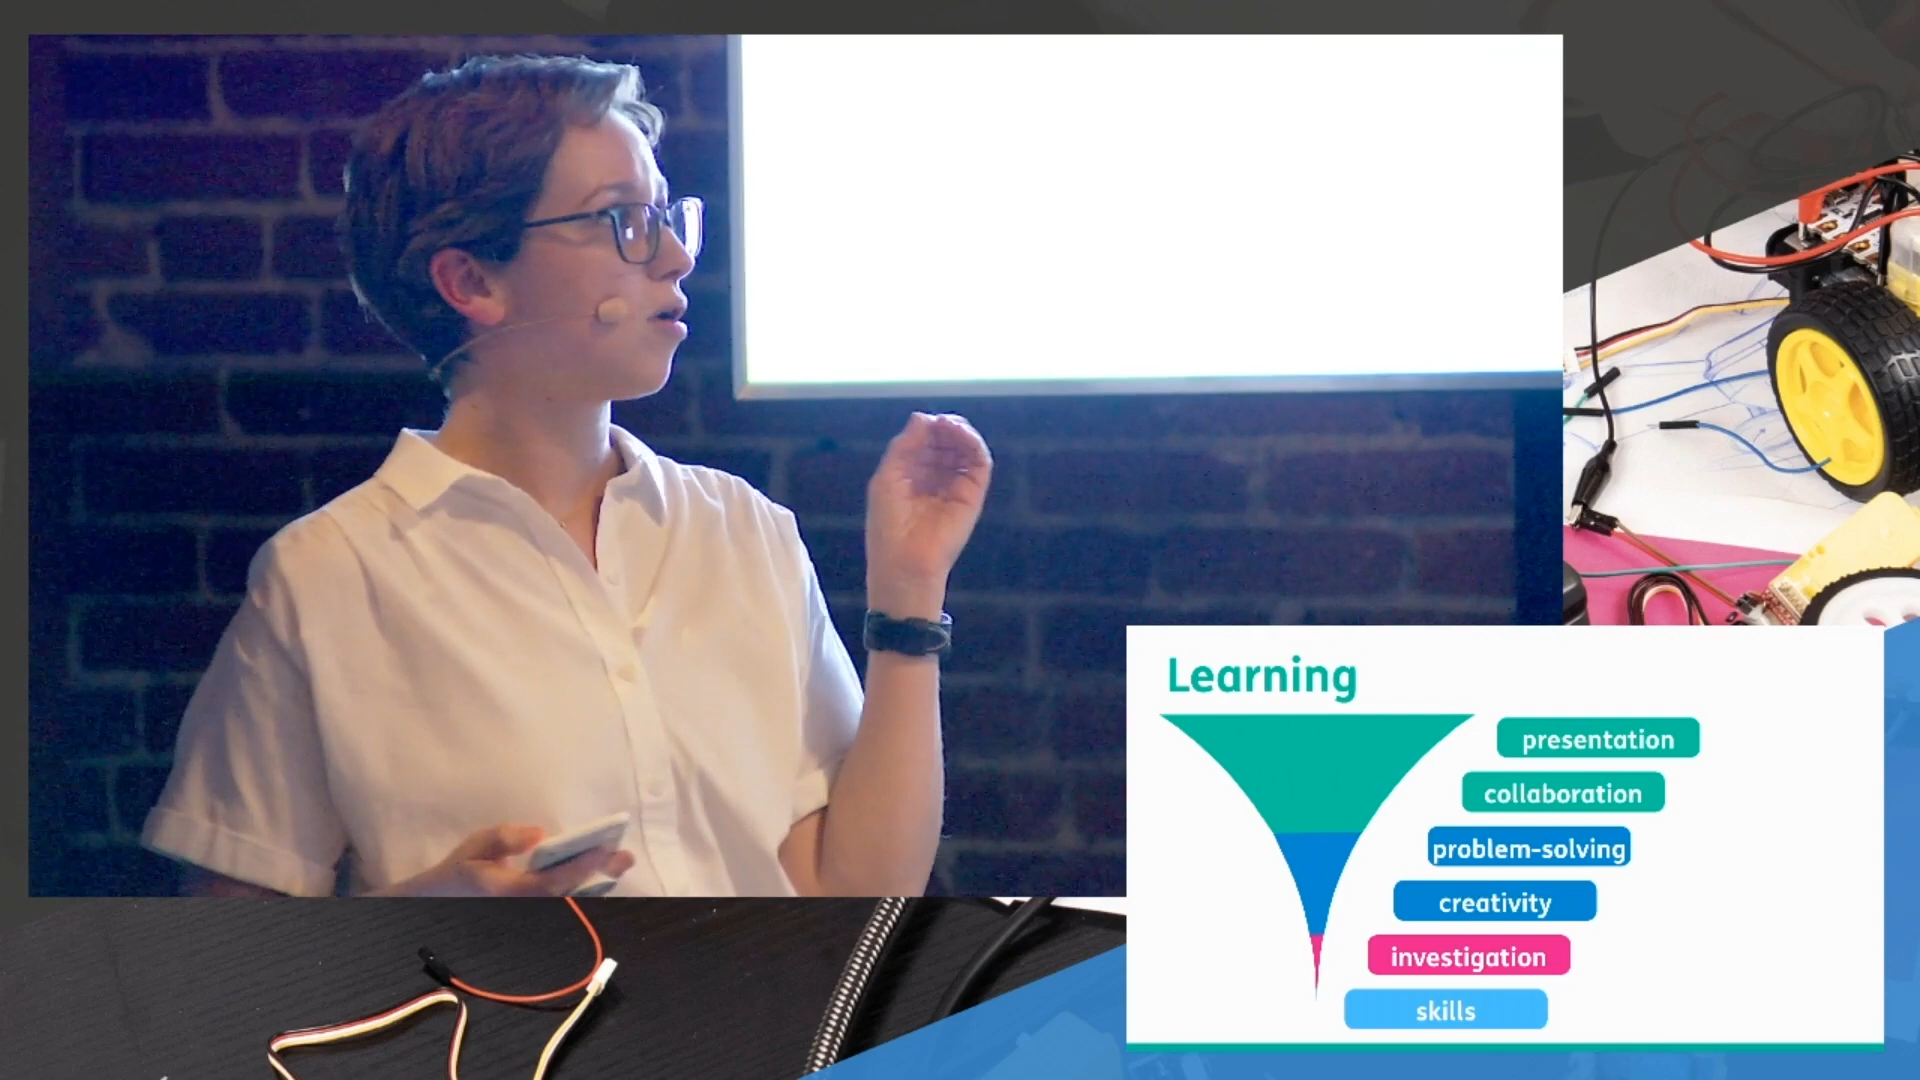 Learning
presentation
collaboration
problem-solving
creativity
investigation
skills